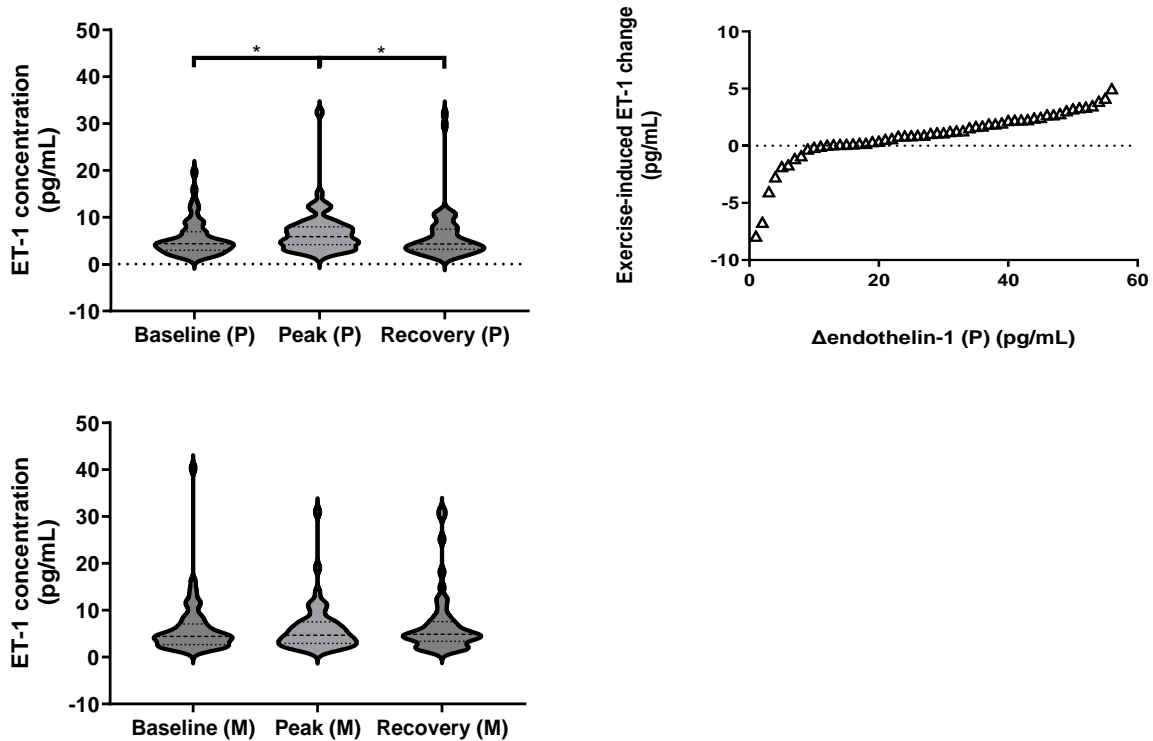 ET-1 concentration
(pg/mL)
50
40
30
20
10
0
-10
* *
Baseline (P) Peak (P) Recovery (P)
Exercise-induced ET-1 change
(pg/mL)
10
5
0
-5
-10
0 20 40 60
Δendothelin-1 (P) (pg/mL)
ET-1 concentration
(pg/mL)
50
40
30
20
10
0
-10
Baseline (M) Peak (M) Recovery (M)